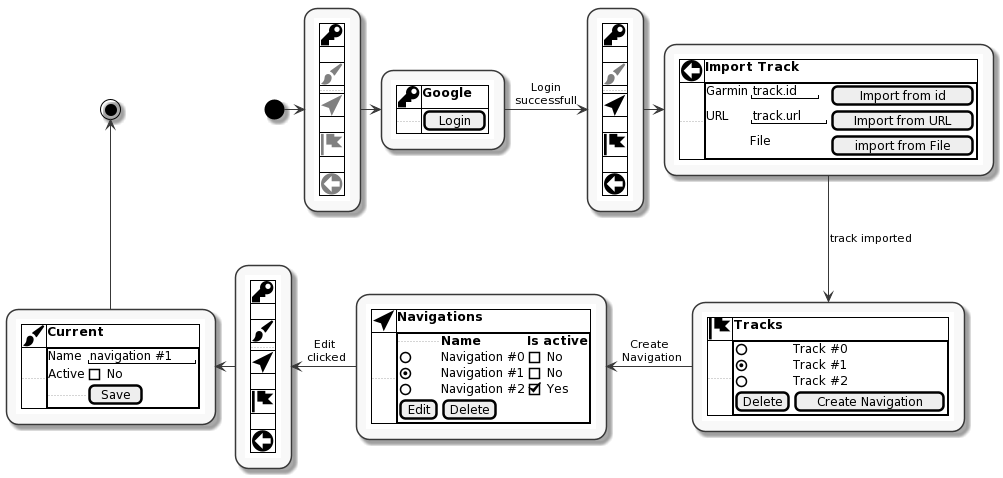 Google
Login
Login
successfull
Import Track
Garmin track.id Import from id
URL track.url Import from URL
File import from File
track imported
Tracks
Track #0
Track #1
Track #2
Delete Create Navigation
Create
Navigation
Navigations
Name Is active
Navigation #0 No
Navigation #1 No
Navigation #2 Yes
Edit Delete
Edit
clicked
Current
Name navigation #1
Active No
Save